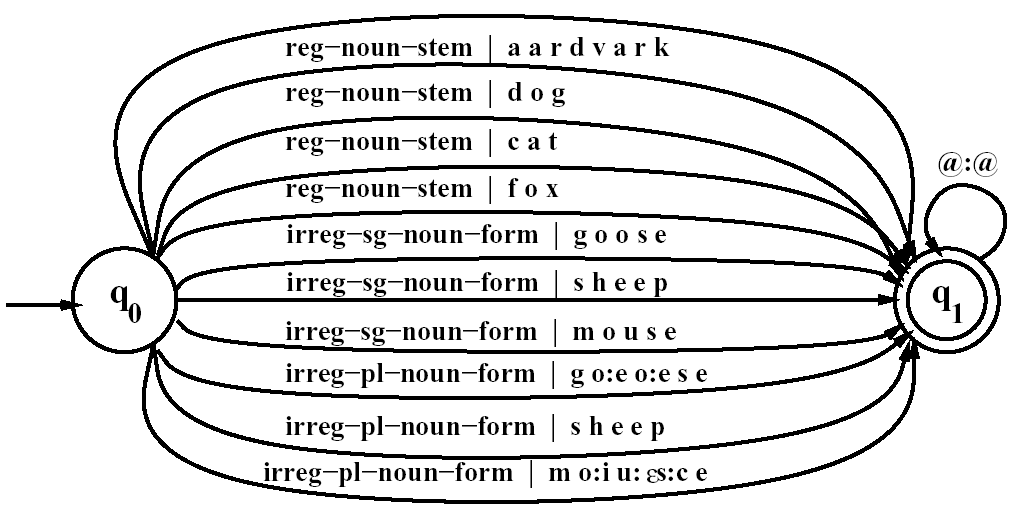 reg−noun−stem | a a r d v a r k
reg−noun−stem | d o g
reg−noun−stem | c a t
@:@
reg−noun−stem | f o x
irreg−sg−noun−form | g o o s e
irreg−sg−noun−form | s h e e p
q0
q1
irreg−sg−noun−form | m o u s e
irreg−pl−noun−form | g o:e o:e s e
irreg−pl−noun−form | s h e e p
irreg−pl−noun−form | m o:i u: εs:c e